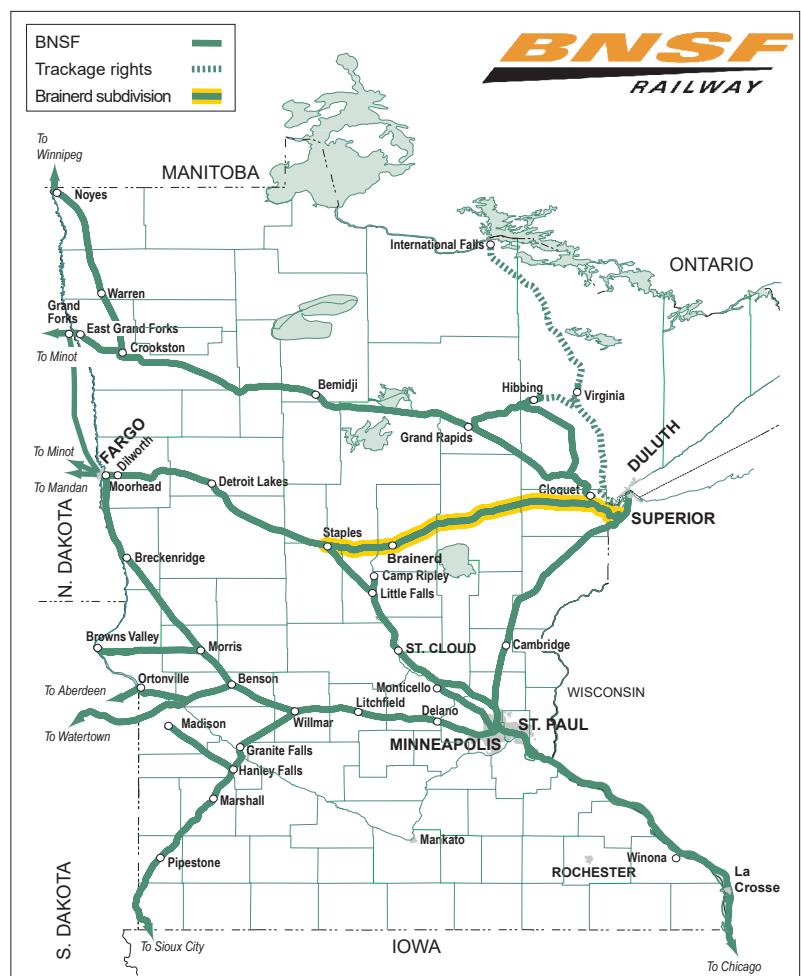 BNSF
Trackage rights
Brainerd subdivision
BNSF
RAILWAY
To
Winnipeg
MANITOBA
Noyes
International Falls
ONTARIO
Warren
Grand
Forks
East Grand Forks
Crookston
To Minot
Bemidji
Hibbing
Virginia
Grand Rapids
DULUTH
To Minot
FARGO
Dilworth
To Mandan
Moorhead
Detroit Lakes
Cloquet
SUPERIOR
N. DAKOTA
Staples
Brainerd
Breckenridge
Camp Ripley
Little Falls
Browns Valley
Morris
ST. CLOUD
Cambridge
To Aberdeen
Ortonville
Benson
Monticello
WISCONSIN
Litchfield
Delano
To Watertown
Madison
Willmar
ST. PAUL
MINNEAPOLIS
Granite Falls
Hanley Falls
Marshall
Mankato
Pipestone
ROCHESTER
Winona
La
Crosse
S. DAKOTA
To Sioux City
IOWA
To Chicago